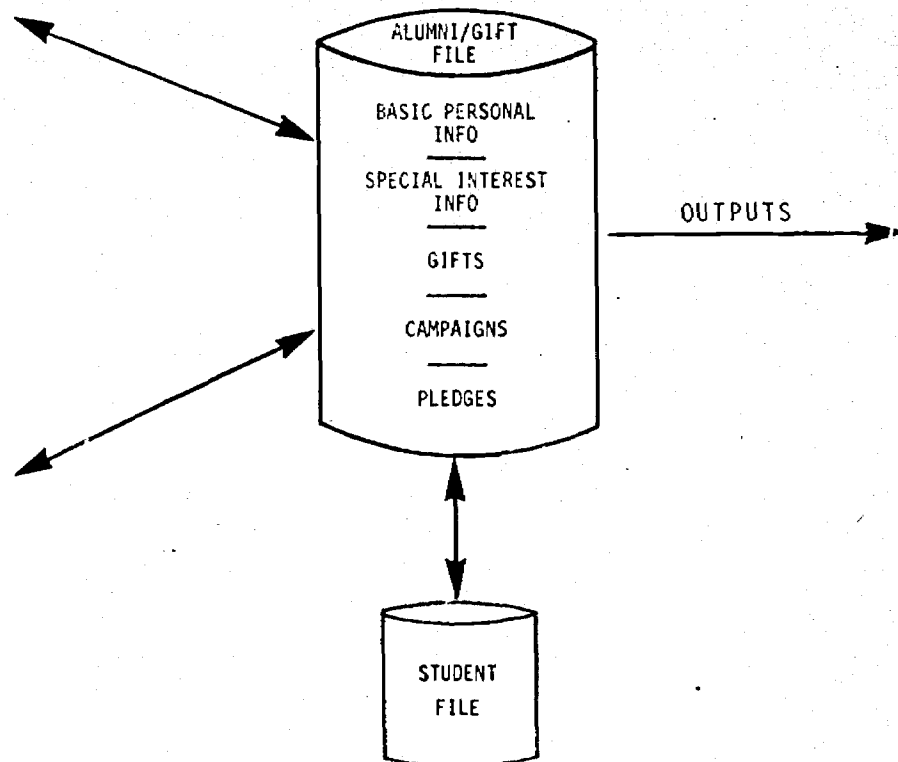 ALUMNI/GIFT
FILE
BASIC PERSONAL
INFO
SPECIAL INTEREST
INFO
OUTPUTS
GIFTS
CAMPAIGNS
PLEDGES
STUDENT
FILE